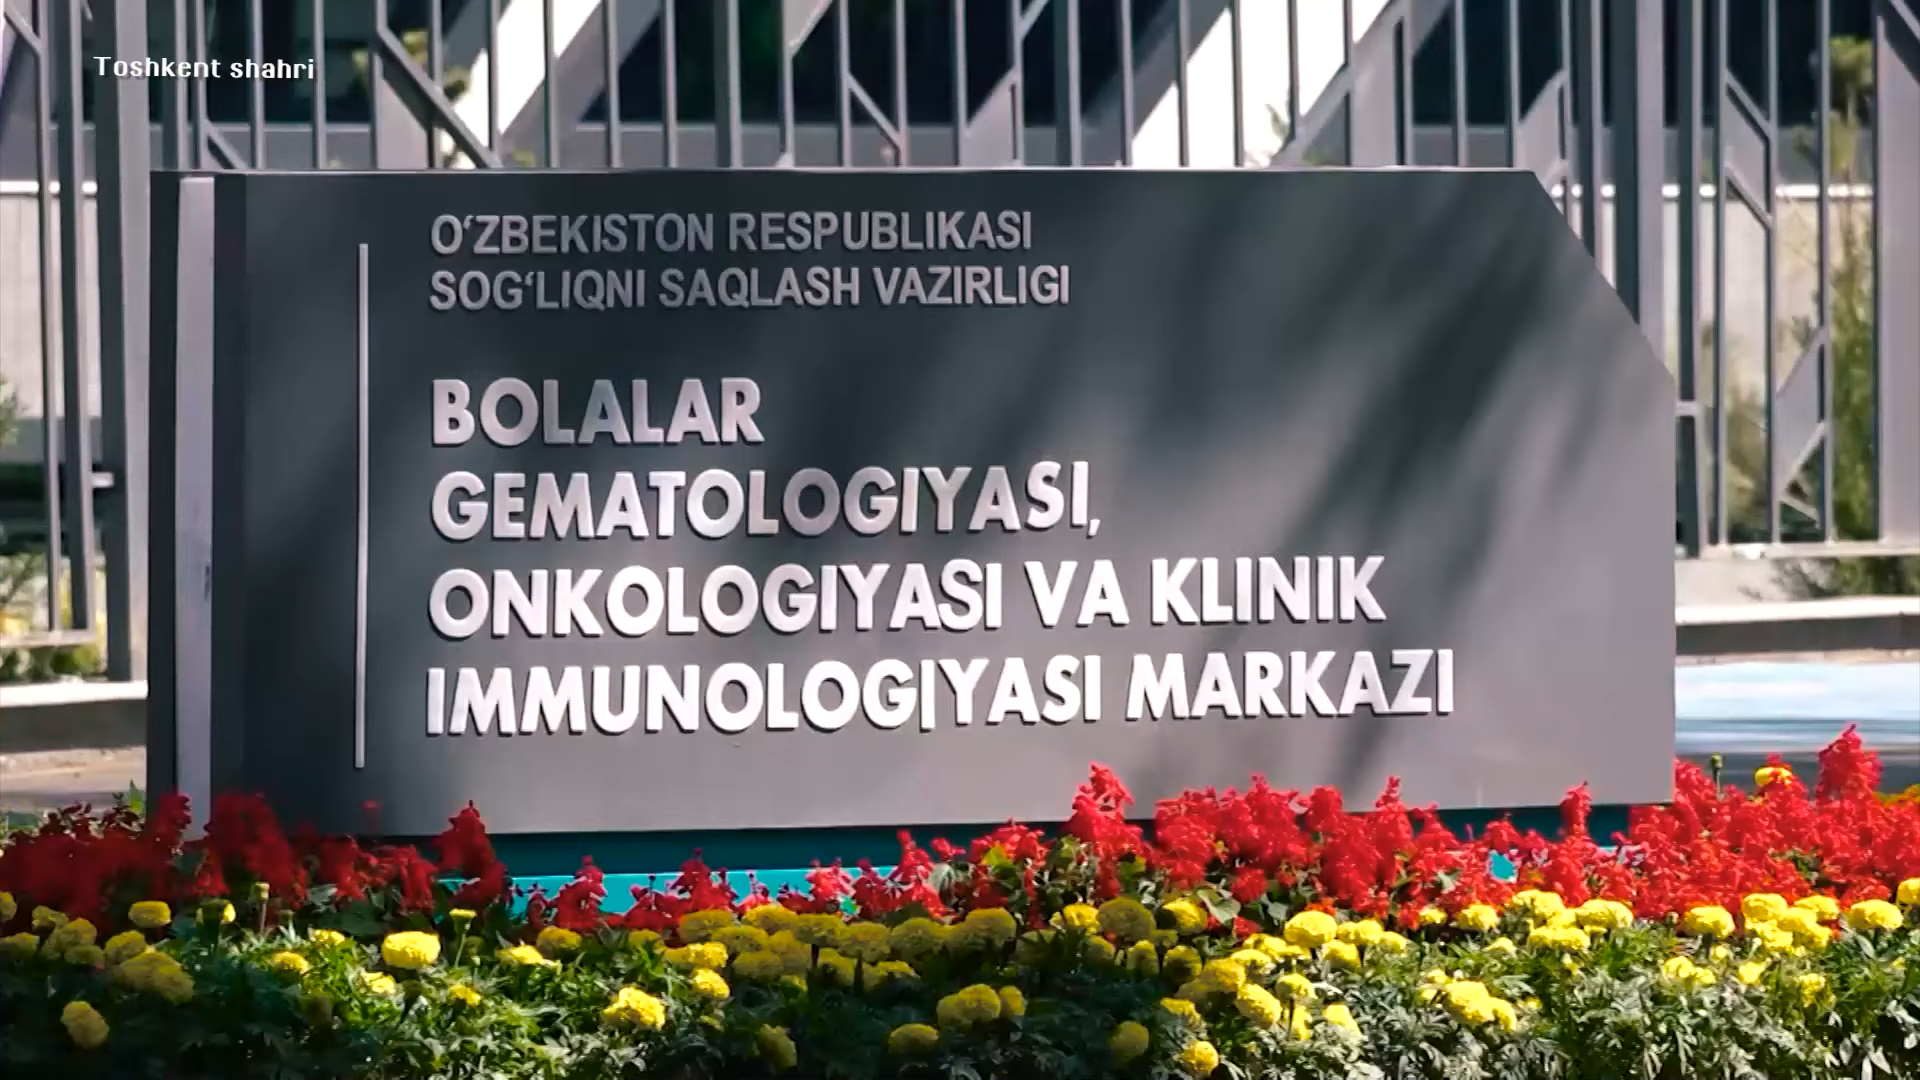 Toshkent shahri
O‘ZBEKISTON RESPUBLIKASI
SOG‘LIQNI SAQLASH VAZIRLIGI
BOLALAR
GEMATOLOGIYASI,
ONKOLOGIYASI VA KLINIK
IMMUNOLOGIYASI MARKAZI